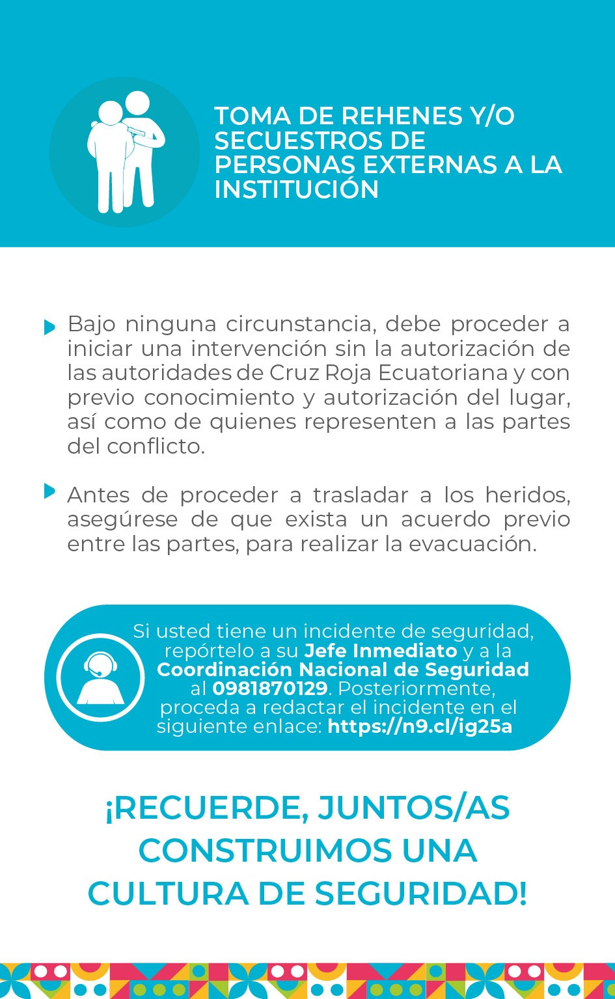 TOMA DE REHENES Y/O
SECUESTROS DE
PERSONAS EXTERNAS A LA
INSTITUCIÓN
Bajo ninguna circunstancia, debe proceder a
iniciar una intervención sin la autorización de
las autoridades de Cruz Roja Ecuatoriana y con
previo conocimiento y autorización del lugar,
así como de quienes representen a las partes
del conflicto.
Antes de proceder a trasladar a los heridos,
asegúrese de que exista un acuerdo previo
entre las partes, para realizar la evacuación.
Si usted tiene un incidente de seguridad,
repórtelo a su Jefe Inmediato y a la
Coordinación Nacional de Seguridad
al 0981870129. Posteriormente,
proceda a redactar el incidente en el
siguiente enlace: https://n9.cl/ig25a
¡RECUERDE, JUNTOS/AS
CONSTRUIMOS UNA
CULTURA DE SEGURIDAD!